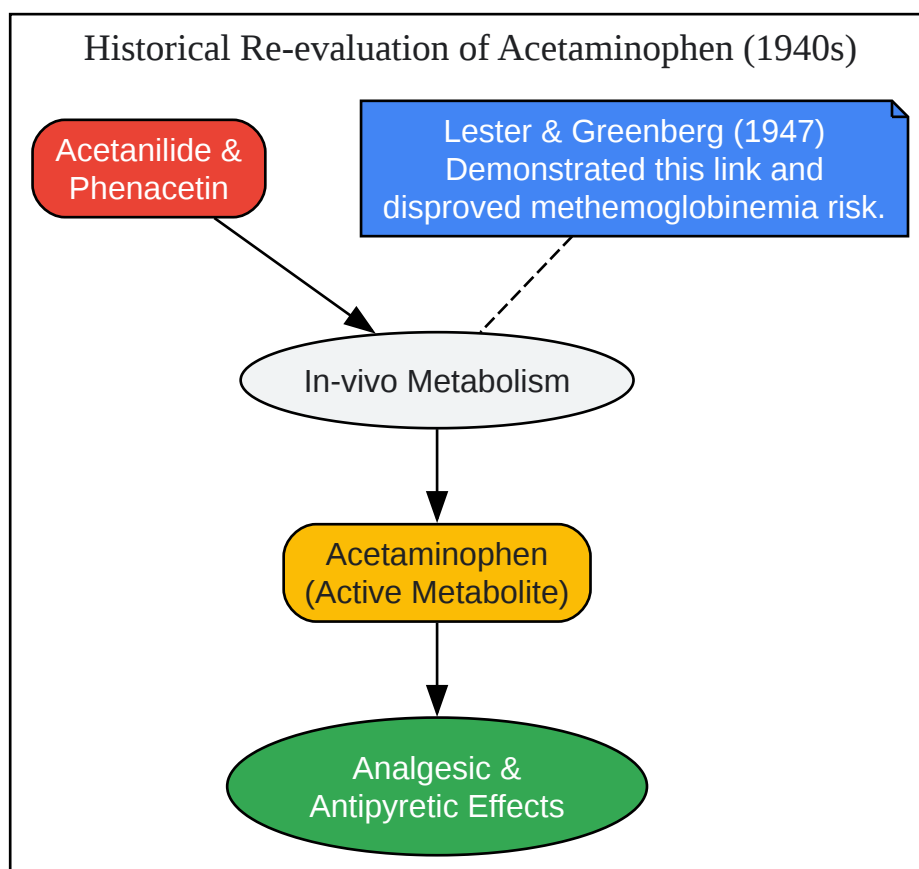 Historical Re-evaluation of Acetaminophen (1940s)
Acetanilide &
Phenacetin
Lester & Greenberg (1947)
Demonstrated this link and
disproved methemoglobinemia risk.
In-vivo Metabolism
Acetaminophen
(Active Metabolite)
Analgesic &
Antipyretic Effects